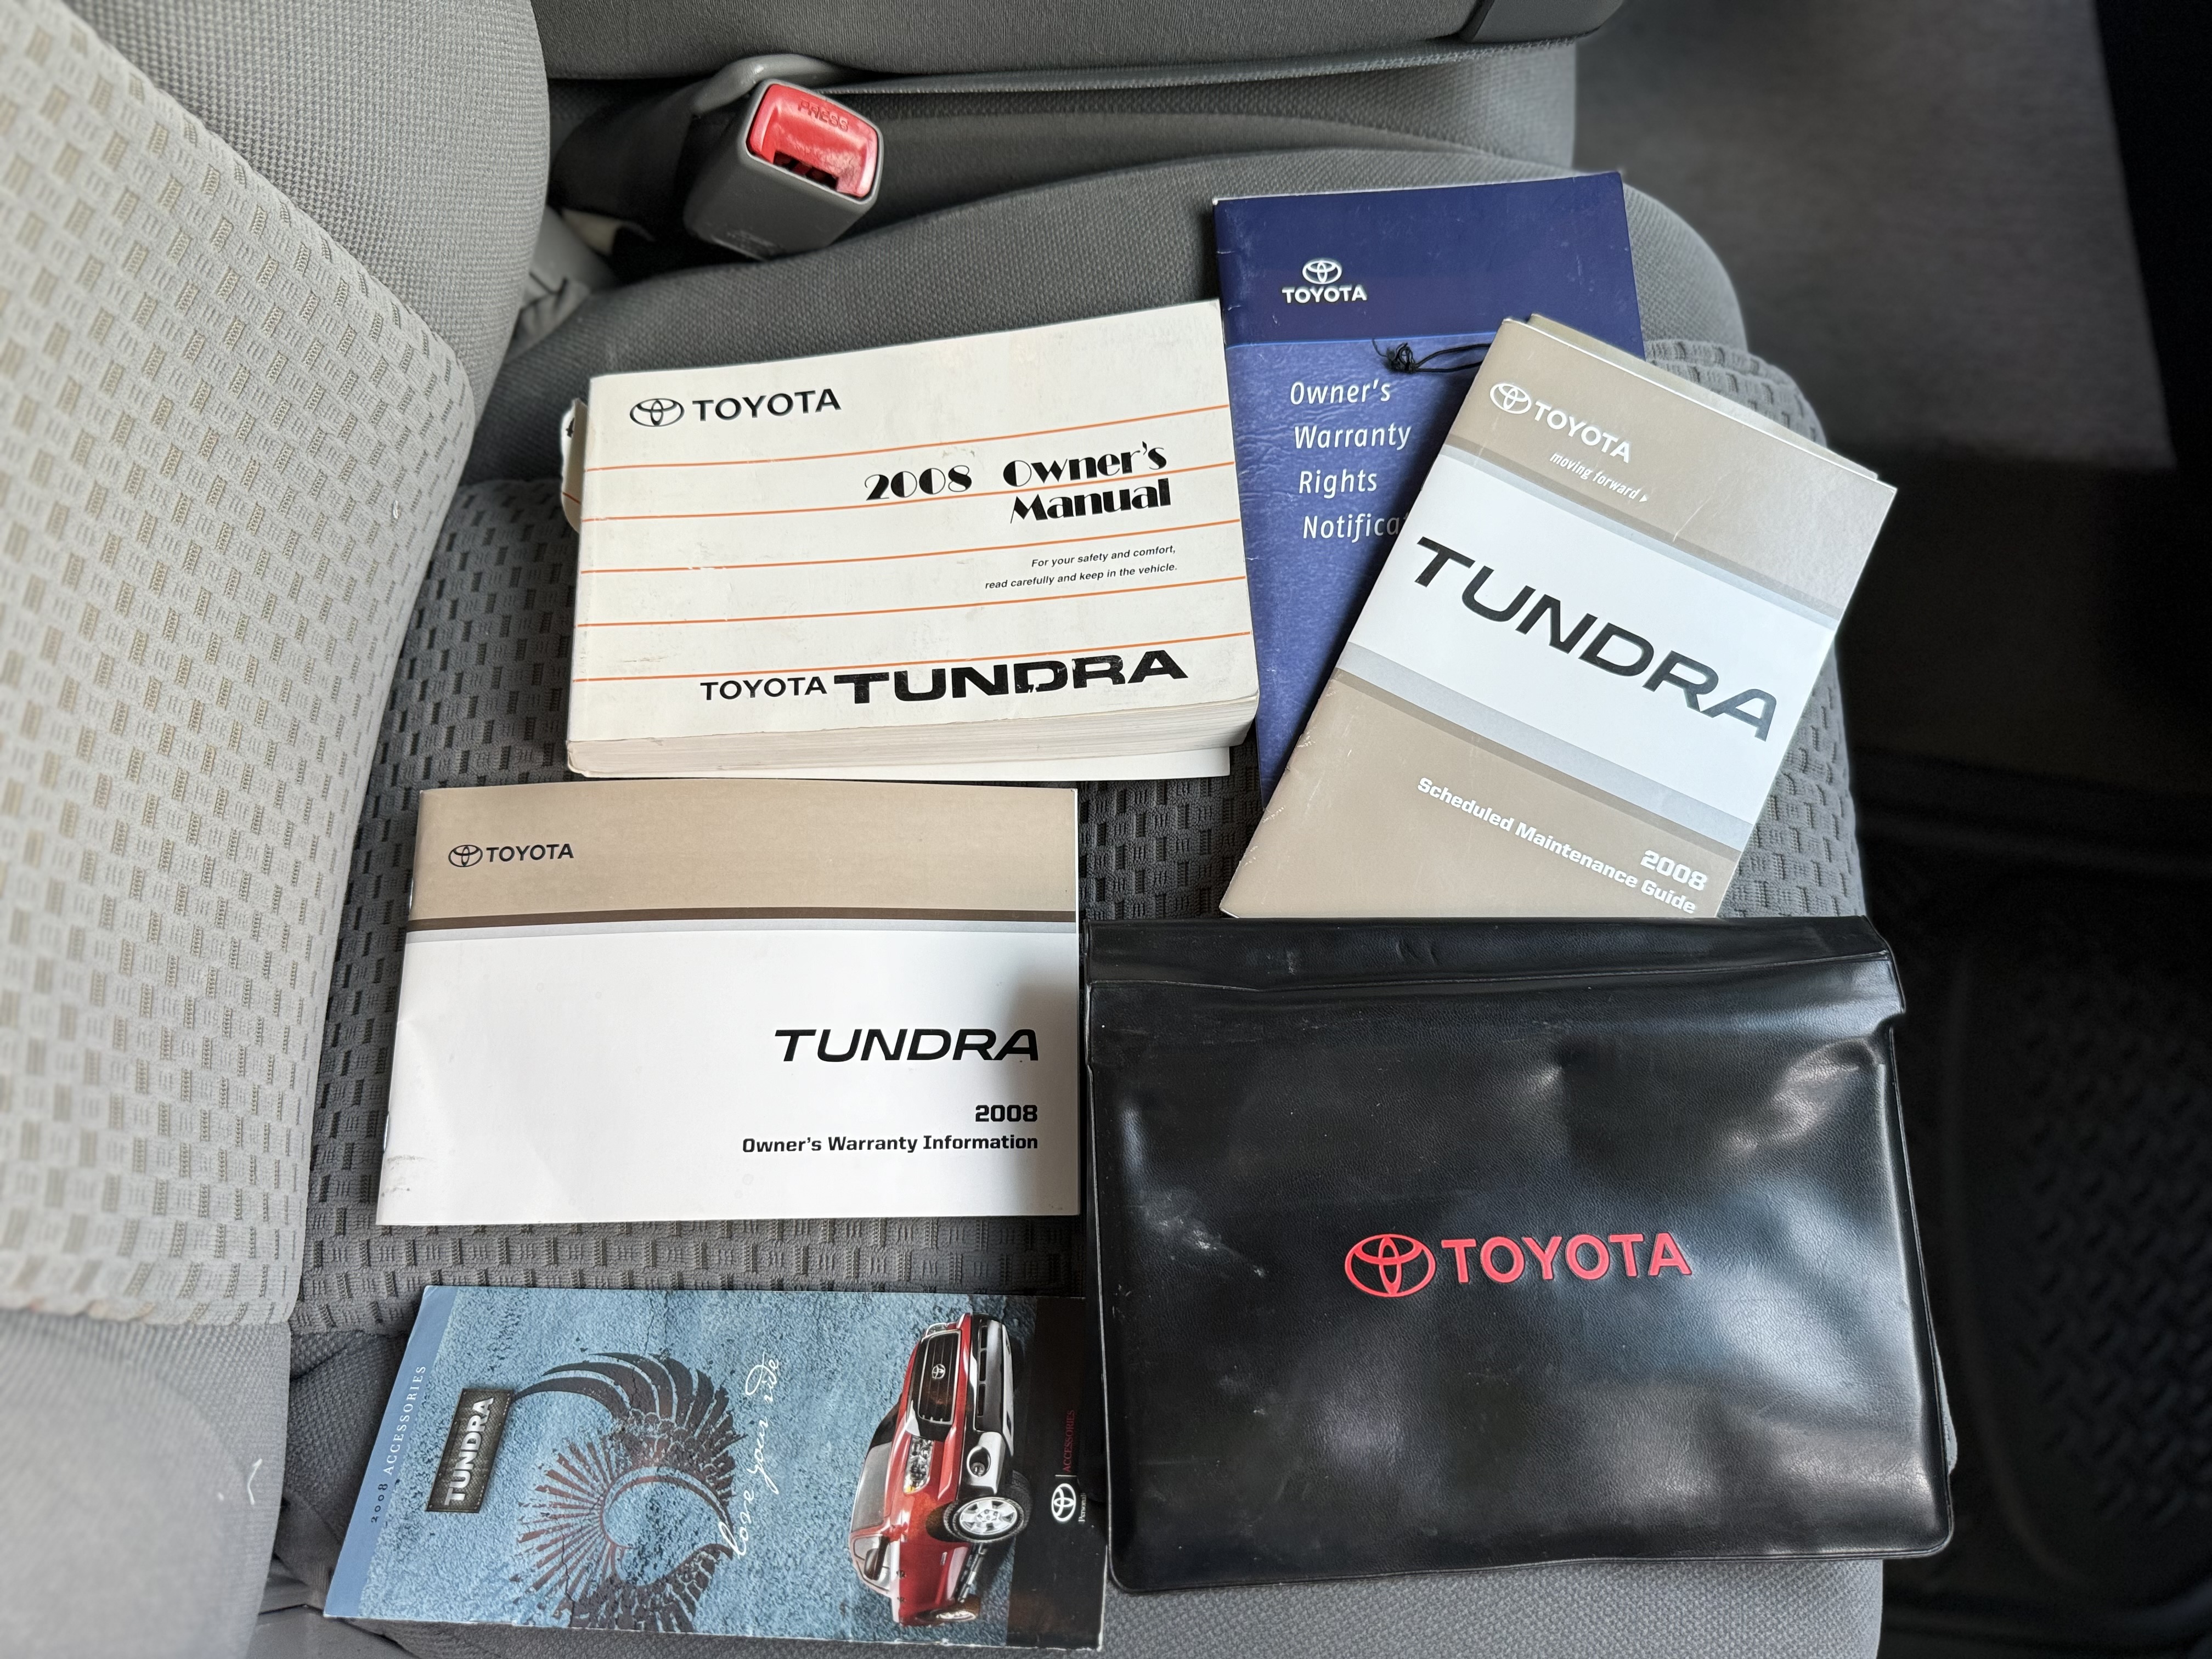 PRESS
TOYOTA
2008 Owner's
Manual
For your safety and comfort,
read carefully and keep in the vehicle.
TOYOTA TUNDRA
TOYOTA
Owner's
Warranty
Rights
TOYOTA
moving forward
TUNDRA
2008
Scheduled Maintenance Guide
TOYOTA
TUNDRA
2008
Owner's Warranty Information
TOYOTA
2008 ACCESSORIES
TUNDRA
love your ride
ACCESSORIES